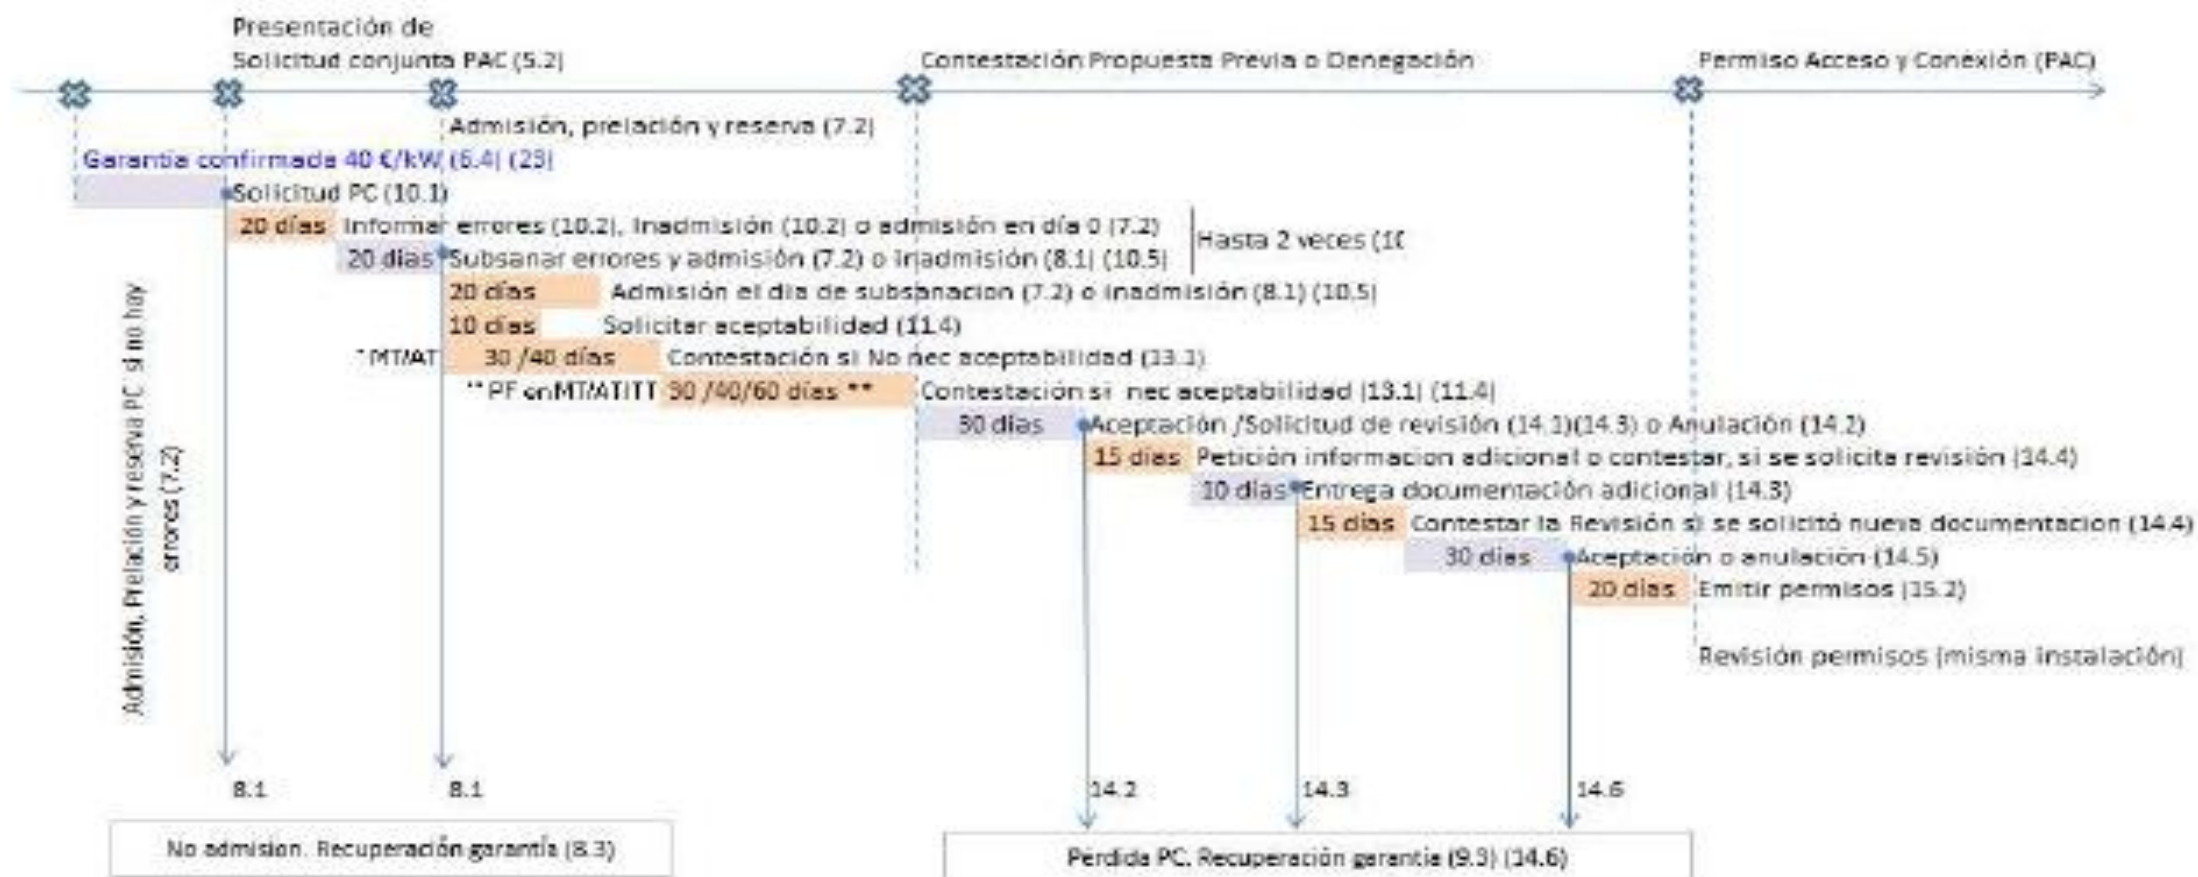 Presentación de
Solicitud conjunta PAC (5.2)
Contestación Propuesta Previa o Denegación
Permiso Acceso y Conexión (PAC)
Admisión, prelación y reserva (7.2)
Garantía confirmada 40 €/kW (6.4) (23)
Solicitud PC (10.1)
20 días Informar errores (10.2), Inadmisión (10.2) o admisión en día 0 (7.2)
Hasta 2 veces (10
20 días Subsanar errores y admisión (7.2) o inadmisión (8.1) (10.5)
20 días Admisión el dia de subsanacion (7.2) o Inadmisión (8.1) (10.5)
10 días Solicitar aceptabilidad (11.4)
*MT/AT 30 /40 días Contestación si No nec aceptabilidad (13.1)
** PF en MT/AT/TT 30 /40/60 días ** Contestación si nec aceptabilidad (13.1) (11.4)
30 días Aceptación /Solicitud de revisión (14.1)(14.3) o Anulación (14.2)
15 días Petición informacion adicional o contestar, si se solicita revisión (14.4)
10 días Entrega documentación adicional (14.3)
15 días Contestar la Revisión si se solicitó nueva documentacion (14.4)
30 días Aceptación o anulación (14.5)
20 días Emitir permisos (15.2)
Revisión permisos (misma instalación)
Admisión, Prelación y reserva PC si no hay
errores (7.2)
8.1
8.1
14.2
14.3
14.6
No admision. Recuperación garantía (8.3)
Pérdida PC. Recuperación garantía (9.3) (14.6)